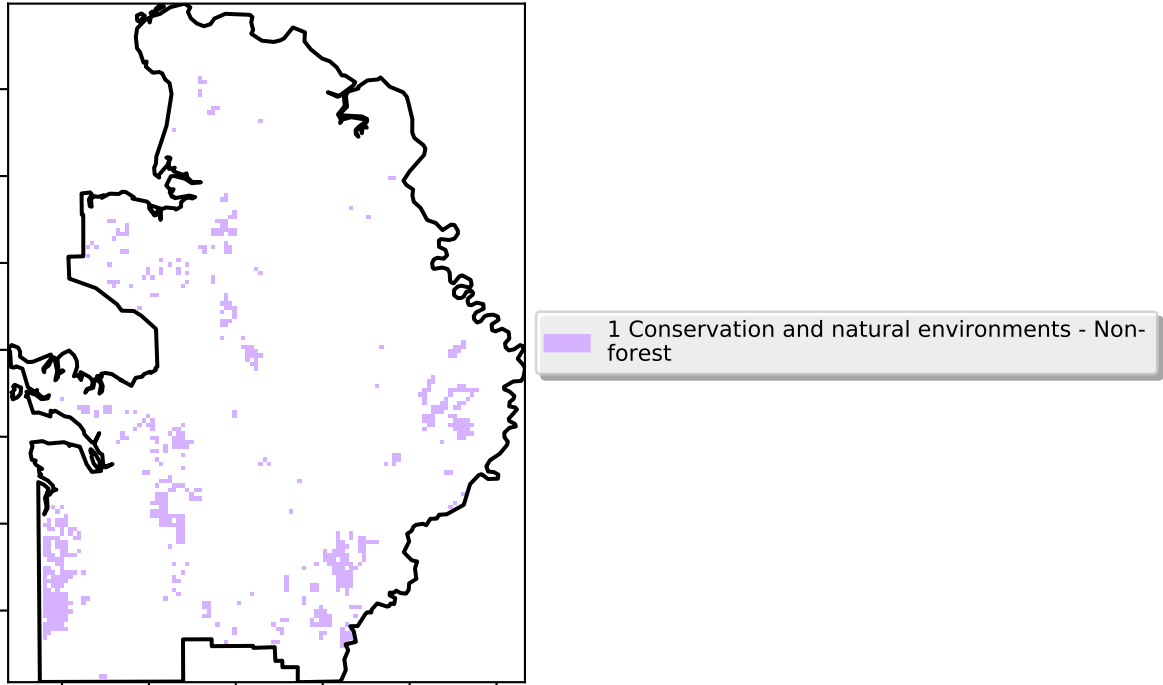 1 Conservation and natural environments - Non-
forest